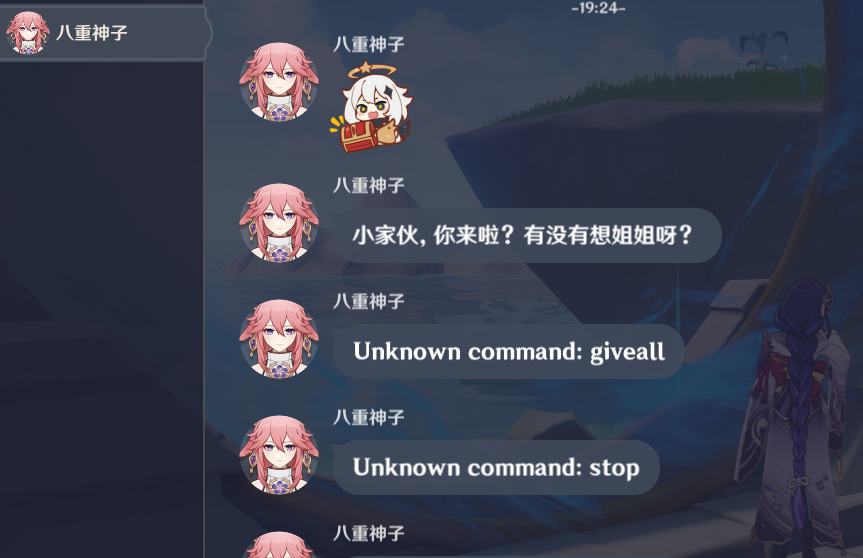 八重神子
-19:24-
八重神子
八重神子
小家伙, 你来啦? 有没有想姐姐呀?
八重神子
Unknown command: giveall
八重神子
Unknown command: stop
八重神子